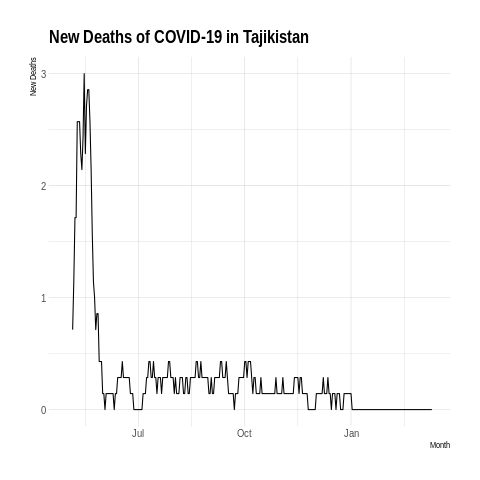 New Deaths of COVID-19 in Tajikistan
New Deaths
3
2
1
0
Jul
Oct
Jan
Month